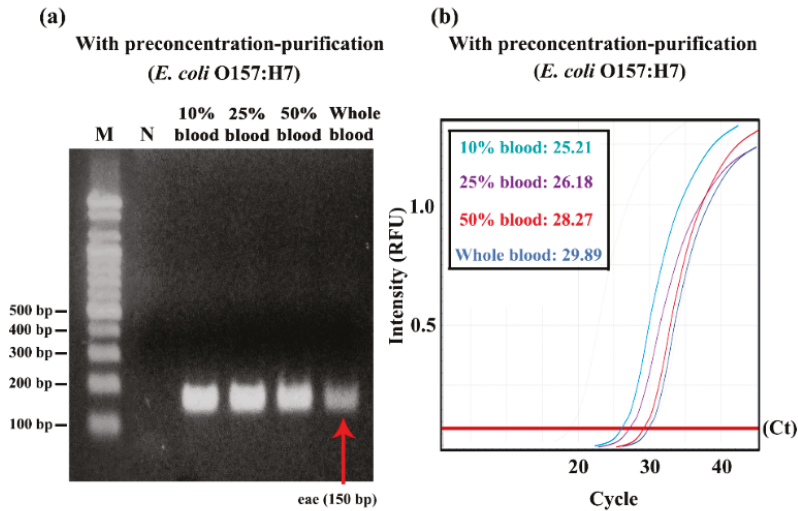 (a)
With preconcentration-purification
(E. coli O157:H7)
M N 10% blood 25% blood 50% blood Whole blood
500 bp
400 bp
300 bp
200 bp
100 bp
eae (150 bp)
(b)
With preconcentration-purification
(E. coli O157:H7)
10% blood: 25.21
25% blood: 26.18
50% blood: 28.27
Whole blood: 29.89
Intensity (RFU)
1.0
0.5
(Ct)
20 30 40
Cycle